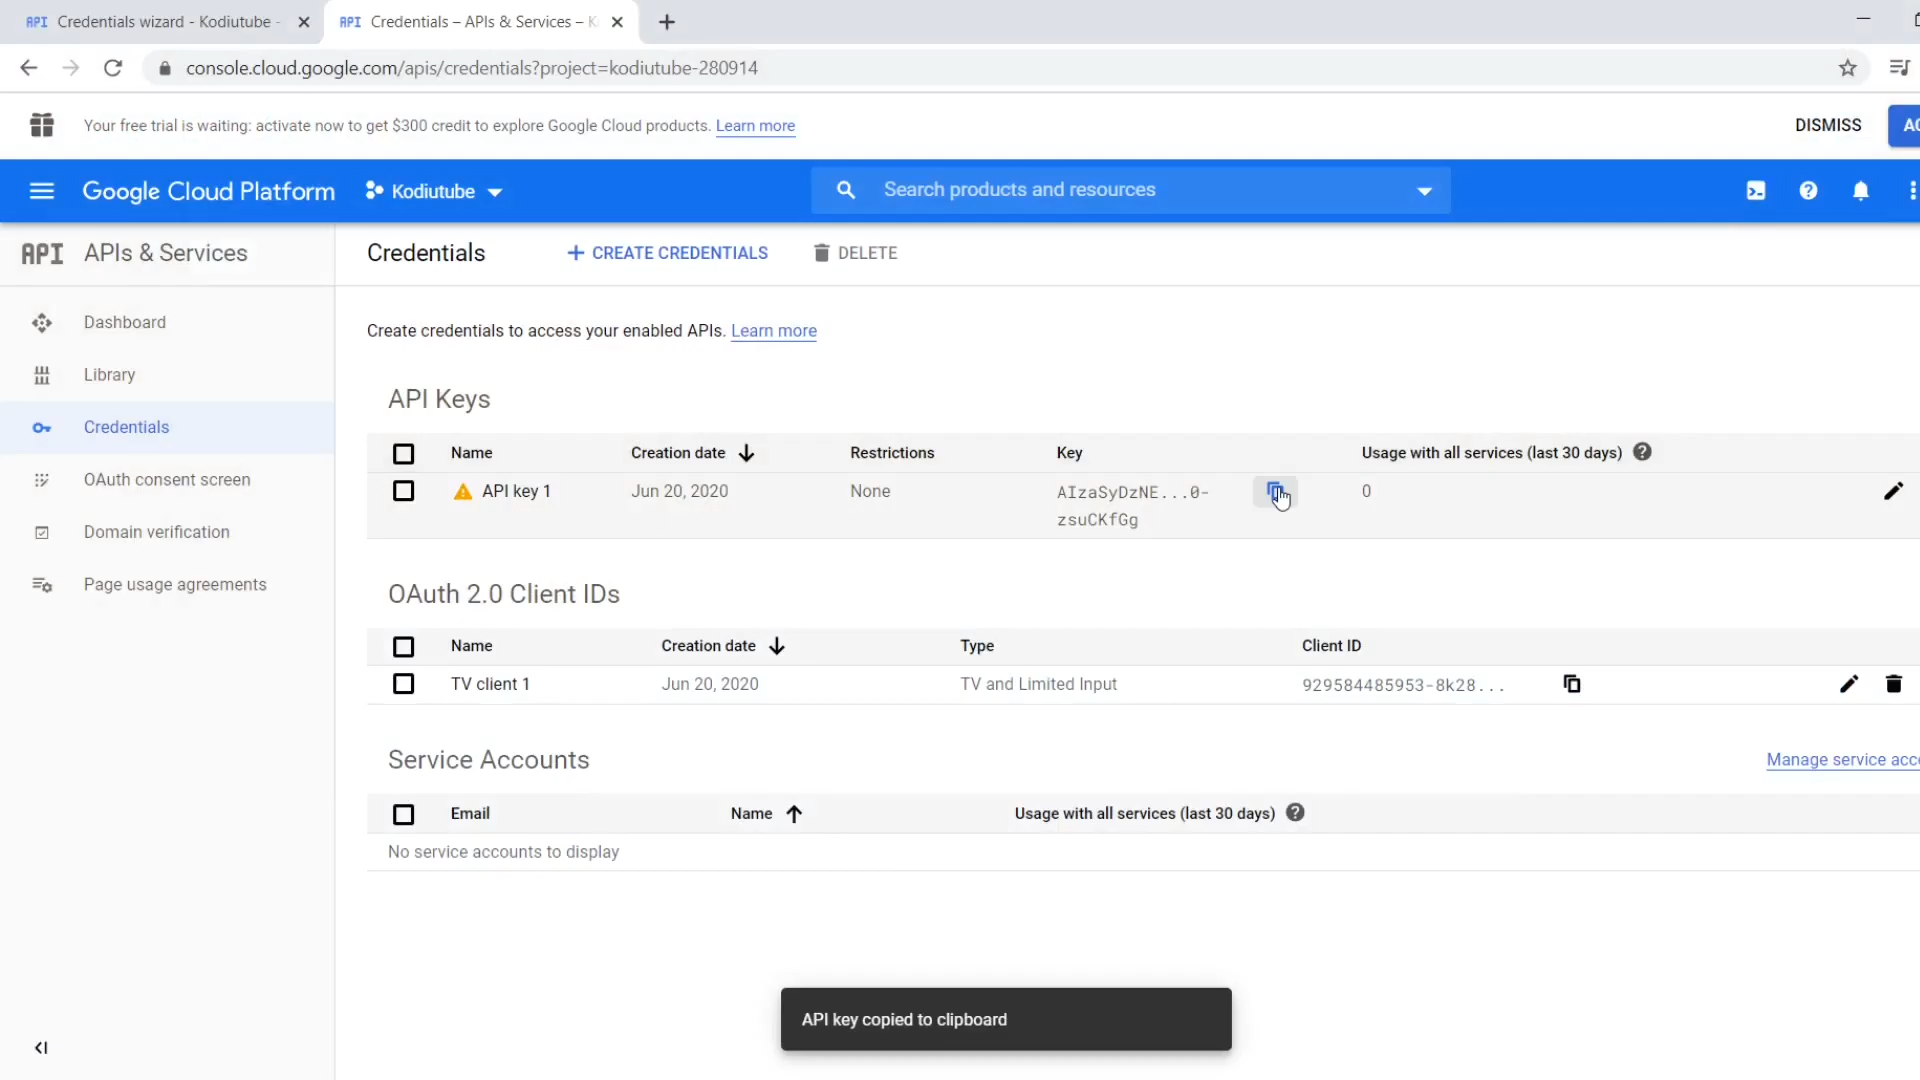 API Credentials wizard - Kodiutube -
API Credentials – APIs & Services – K
console.cloud.google.com/apis/credentials?project=kodiutube-280914
Your free trial is waiting: activate now to get $300 credit to explore Google Cloud products. Learn more
DISMISS
AC
Google Cloud Platform
Kodiutube
Search products and resources
API APIs & Services
Credentials
CREATE CREDENTIALS
DELETE
Dashboard
Library
Credentials
OAuth consent screen
Domain verification
Page usage agreements
Create credentials to access your enabled APIs. Learn more
API Keys
Name Creation date Restrictions Key Usage with all services (last 30 days)
API key 1 Jun 20, 2020 None AIzaSyDzNE...0- 0
zsuCKfGg
OAuth 2.0 Client IDs
Name Creation date Type Client ID
TV client 1 Jun 20, 2020 TV and Limited Input 929584485953-8k28...
Service Accounts
Manage service acco
Email Name Usage with all services (last 30 days)
No service accounts to display
API key copied to clipboard